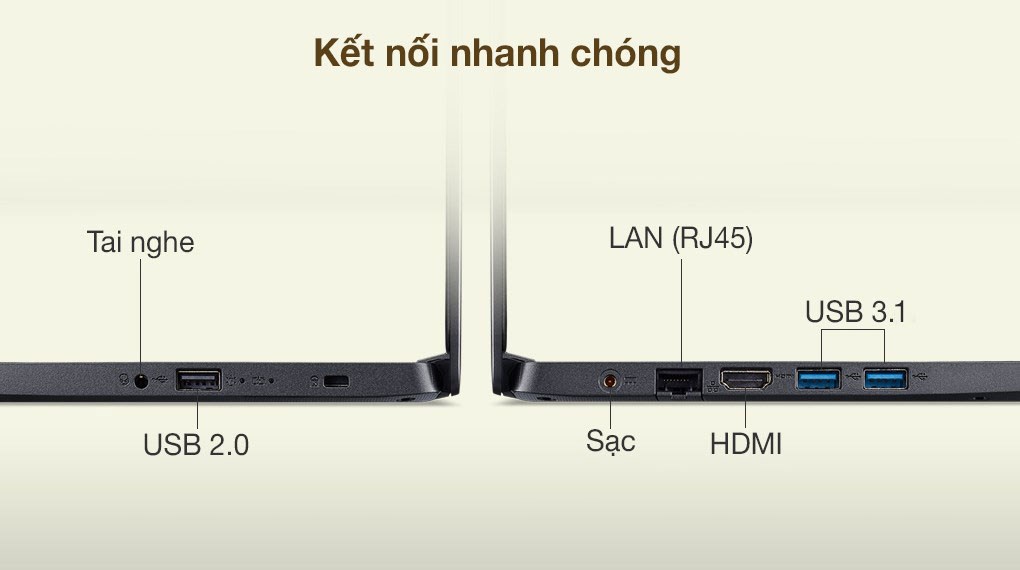 Kết nối nhanh chóng
Tai nghe
LAN (RJ45)
USB 3.1
USB 2.0
Sạc
HDMI